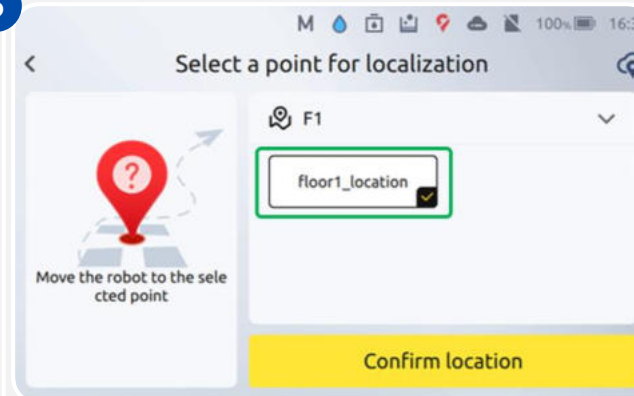 M 100% 16:3
Select a point for localization
F1
floor1_location
Move the robot to the sele
cted point
Confirm location